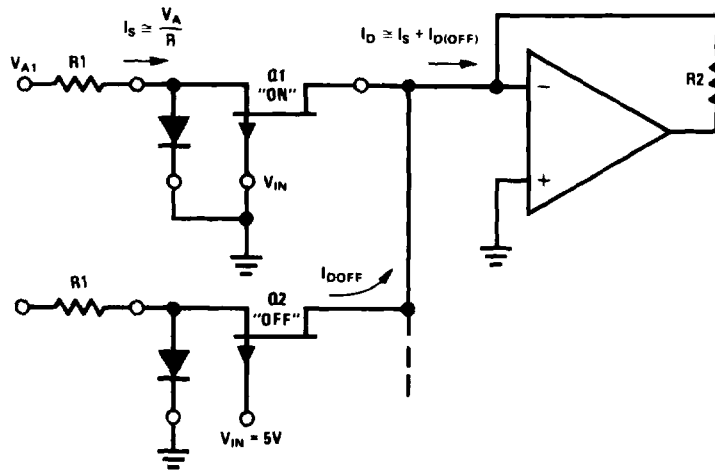 I_S ≅ V_A/R
I_D ≅ I_S + I_D(OFF)
V_A1
R1
Q1
"ON"
−
+
R2
V_IN
I_DOFF
R1
Q2
"OFF"
V_IN = 5V